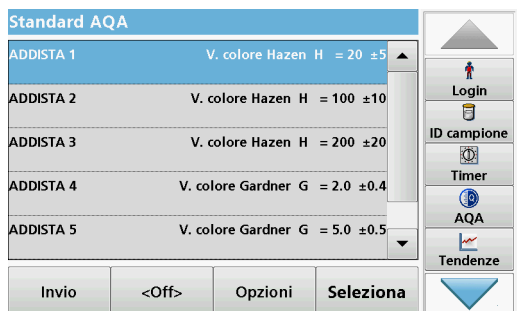 Standard AQA
ADDISTA 1 V. colore Hazen H = 20 ±5
ADDISTA 2 V. colore Hazen H = 100 ±10
ADDISTA 3 V. colore Hazen H = 200 ±20
ADDISTA 4 V. colore Gardner G = 2.0 ±0.4
ADDISTA 5 V. colore Gardner G = 5.0 ±0.5
Login
ID campione
Timer
AQA
Tendenze
Invio
<Off>
Opzioni
Seleziona